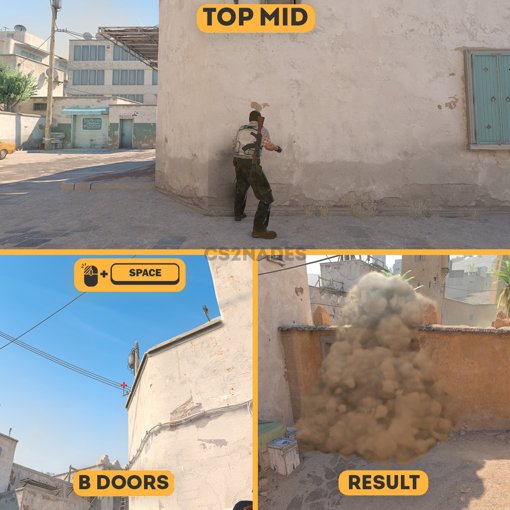 TOP MID
CS2NADES
+ SPACE
B DOORS
RESULT